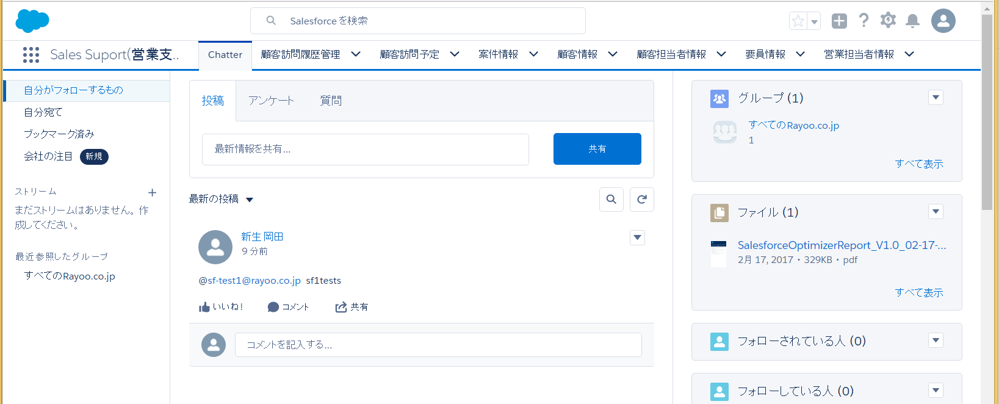 Salesforce を検索
Sales Suport(営業支..
Chatter
顧客訪問履歴管理
顧客訪問予定
案件情報
顧客情報
顧客担当者情報
要員情報
営業担当者情報
自分がフォローするもの
自分宛て
ブックマーク済み
会社の注目 新規
ストリーム
まだストリームはありません。作
成してください。
最近参照したグループ
すべてのRayoo.co.jp
投稿
アンケート
質問
最新情報を共有...
共有
最新の投稿
新生 岡田
9 分前
@sf-test1@rayoo.co.jp sf1tests
いいね!
コメント
共有
コメントを記入する...
グループ (1)
すべてのRayoo.co.jp
1
すべて表示
ファイル (1)
SalesforceOptimizerReport_V1.0_02-17-...
2月 17, 2017・329KB・pdf
すべて表示
フォローされている人 (0)
フォローしている人 (0)